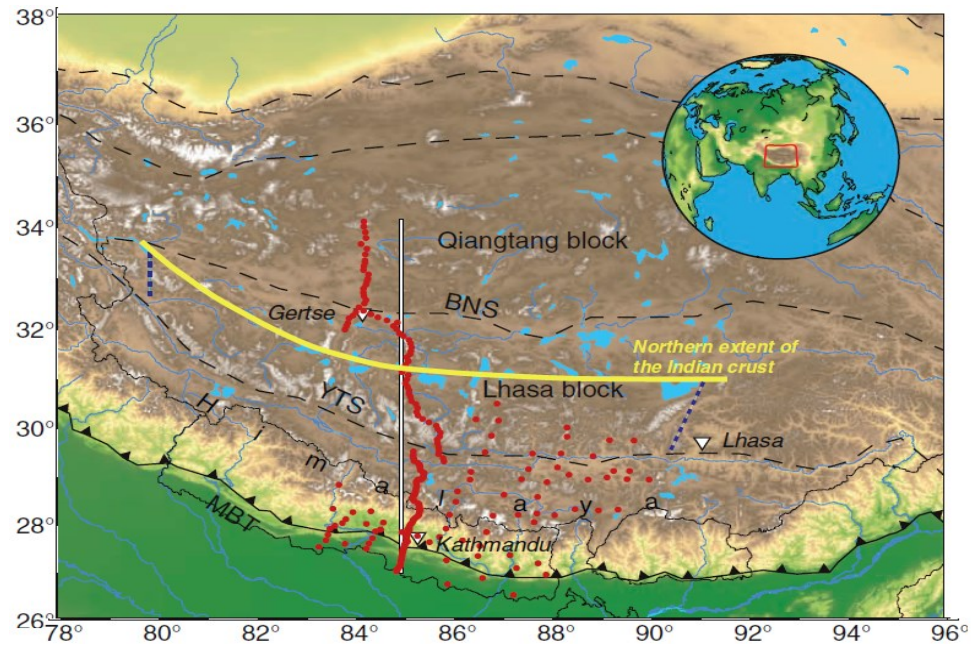 38°
36°
34°
32°
30°
28°
26°
78°
80°
82°
84°
86°
88°
90°
92°
94°
96°
Qiangtang block
BNS
Gertse
Northern extent of
the Indian crust
Lhasa block
YTS
Lhasa
Himalaya
MBT
Kathmandu